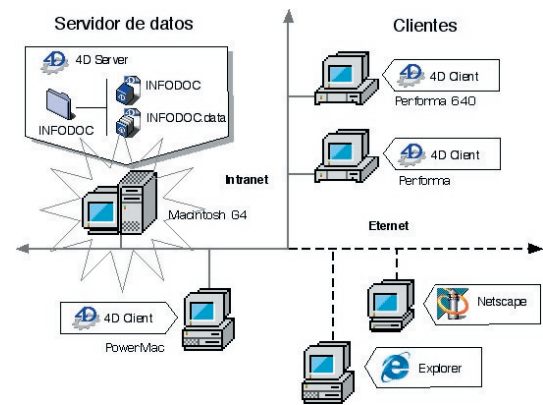 Servidor de datos
Clientes
4D Server
INFODOC
INFODOC
INFODOC.data
4D Client
Performa 640
4D Client
Performa
Intranet
Macintosh G4
Eternet
4D Client
PowerMac
Netscape
Explorer